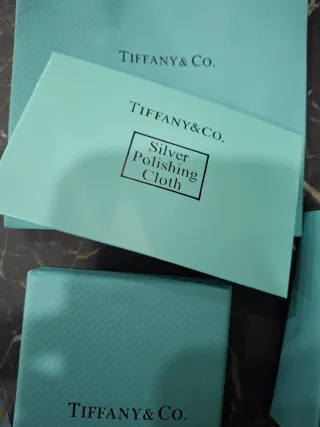 TIFFANY & CO.
TIFFANY&CO.
Silver
Polishing
Cloth
TIFFANY & CO.